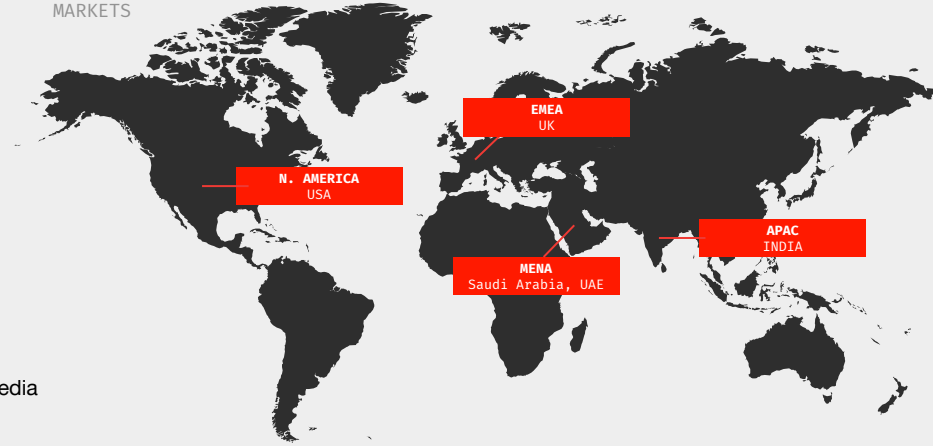 MARKETS
EMEA
UK
N. AMERICA
USA
APAC
INDIA
MENA
Saudi Arabia, UAE
edia